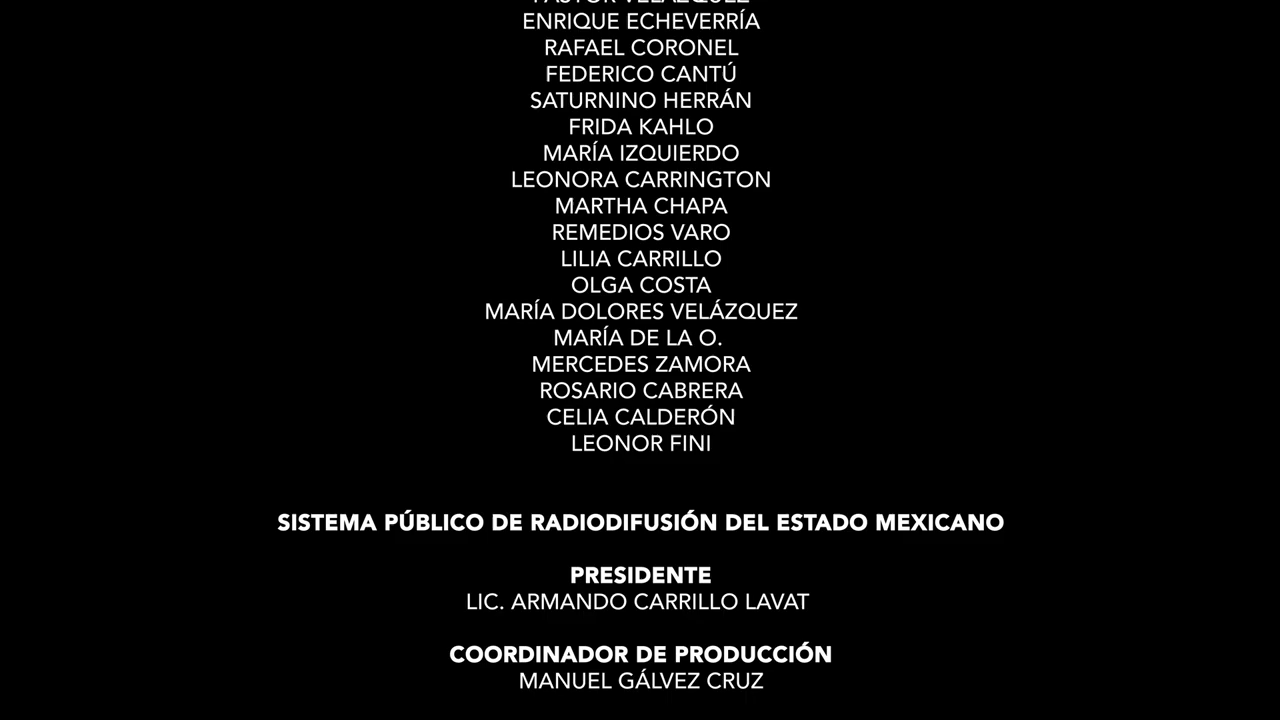 PASTOR VELÁZQUEZ
ENRIQUE ECHEVERRÍA
RAFAEL CORONEL
FEDERICO CANTÚ
SATURNINO HERRÁN
FRIDA KAHLO
MARÍA IZQUIERDO
LEONORA CARRINGTON
MARTHA CHAPA
REMEDIOS VARO
LILIA CARRILLO
OLGA COSTA
MARÍA DOLORES VELÁZQUEZ
MARÍA DE LA O.
MERCEDES ZAMORA
ROSARIO CABRERA
CELIA CALDERÓN
LEONOR FINI
SISTEMA PÚBLICO DE RADIODIFUSIÓN DEL ESTADO MEXICANO
PRESIDENTE
LIC. ARMANDO CARRILLO LAVAT
COORDINADOR DE PRODUCCIÓN
MANUEL GÁLVEZ CRUZ